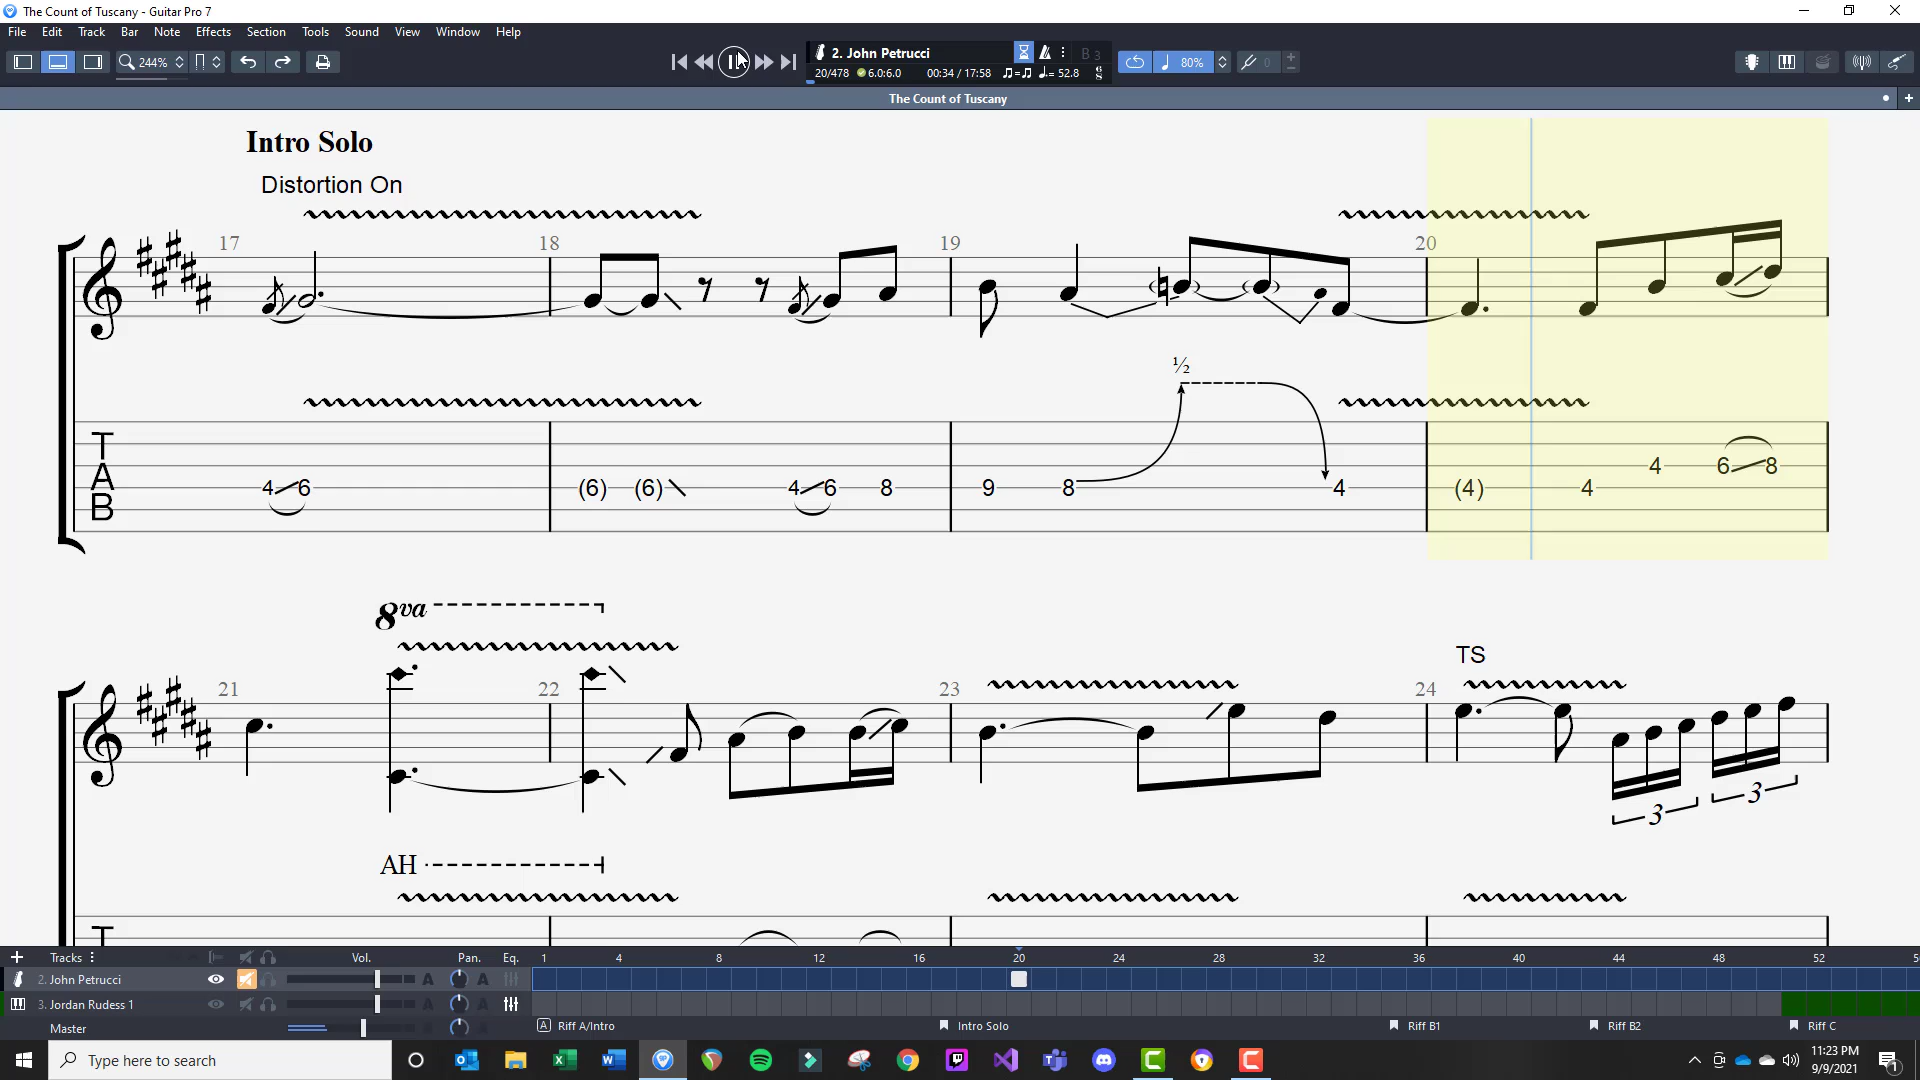 The Count of Tuscany - Guitar Pro 7
File Edit Track Bar Note Effects Section Tools Sound View Window Help
244% 2. John Petrucci B 3 80% 0
20/478 6.0:6.0 00:34 / 17:58 = 52.8
The Count of Tuscany
Intro Solo
Distortion On
17 18 19 20
½
T A B
4 6 (6) (6) 4 6 8 9 8 4 (4) 4 4 6 8
8va
TS
21 22 23 24
3 3
AH
T
Tracks Vol. Pan. Eq. 1 4 8 12 16 20 24 28 32 36 40 44 48 52
2. John Petrucci A A
3. Jordan Rudess 1 A A
Master A Riff A/Intro Intro Solo Riff B1 Riff B2 Riff C
Type here to search
11:23 PM
9/9/2021
1